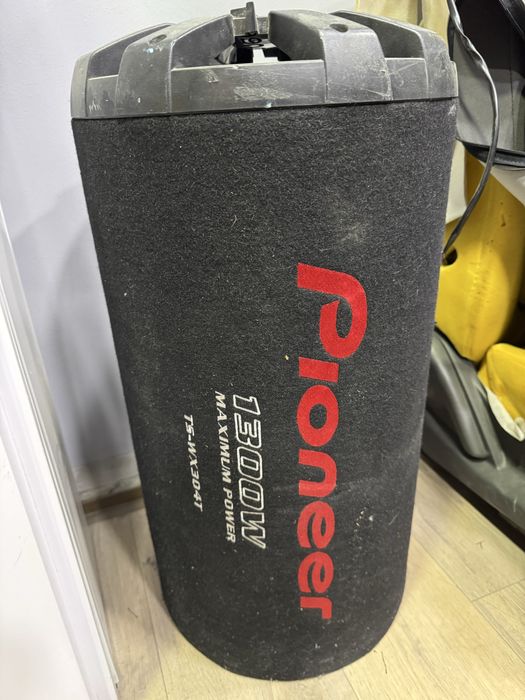 Pioneer
1300W
MAXIMUM POWER
TS-WX304T